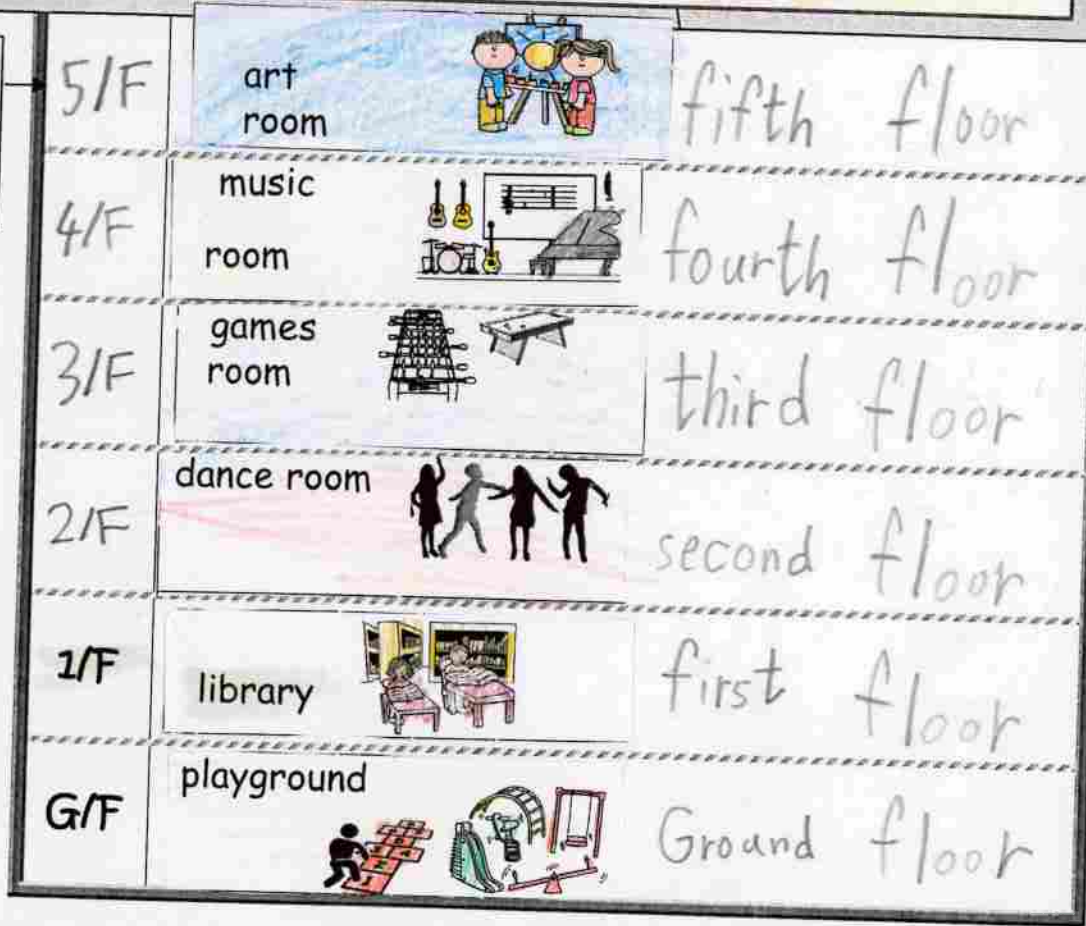 5/F art room fifth floor
4/F music room fourth floor
3/F games room third floor
2/F dance room second floor
1/F library first floor
G/F playground Ground floor